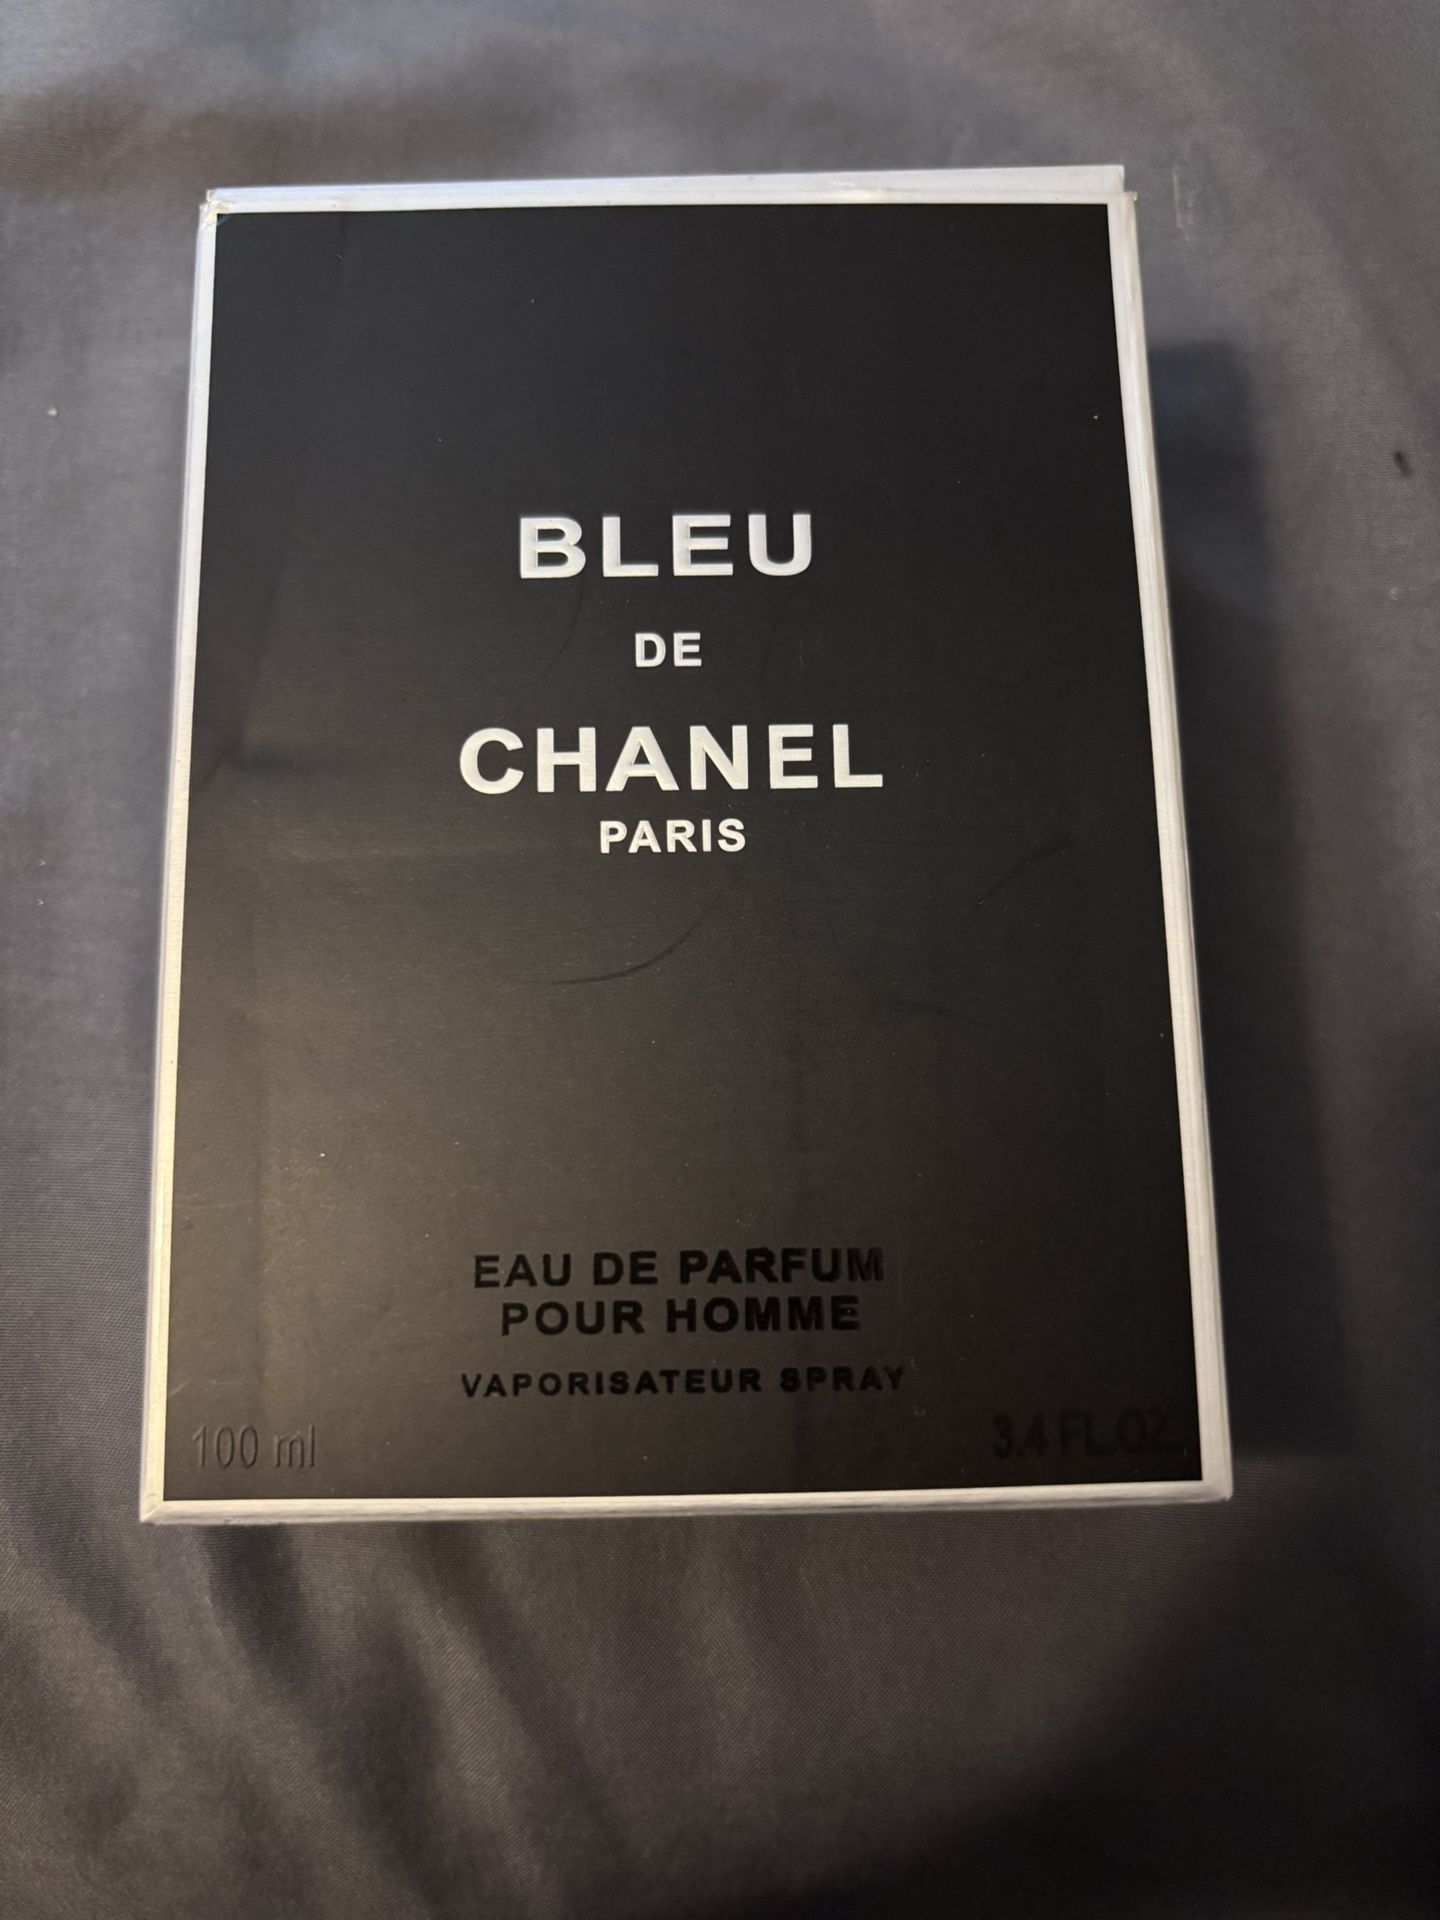 BLEU
DE
CHANEL
PARIS
EAU DE PARFUM
POUR HOMME
VAPORISATEUR SPRAY
100 ml
3.4 FL.OZ.